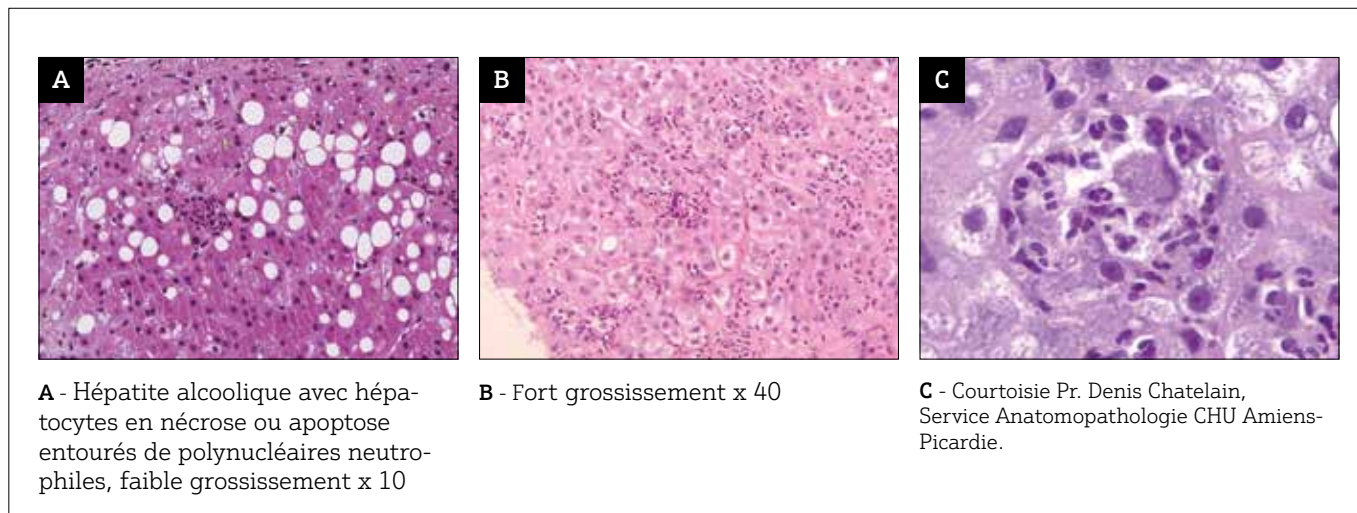 A
B
C
A - Hépatite alcoolique avec hépa-
tocytes en nécrose ou apoptose
entourés de polynucléaires neutro-
philes, faible grossissement x 10
B - Fort grossissement x 40
C - Courtoisie Pr. Denis Chatelain,
Service Anatomopathologie CHU Amiens-
Picardie.